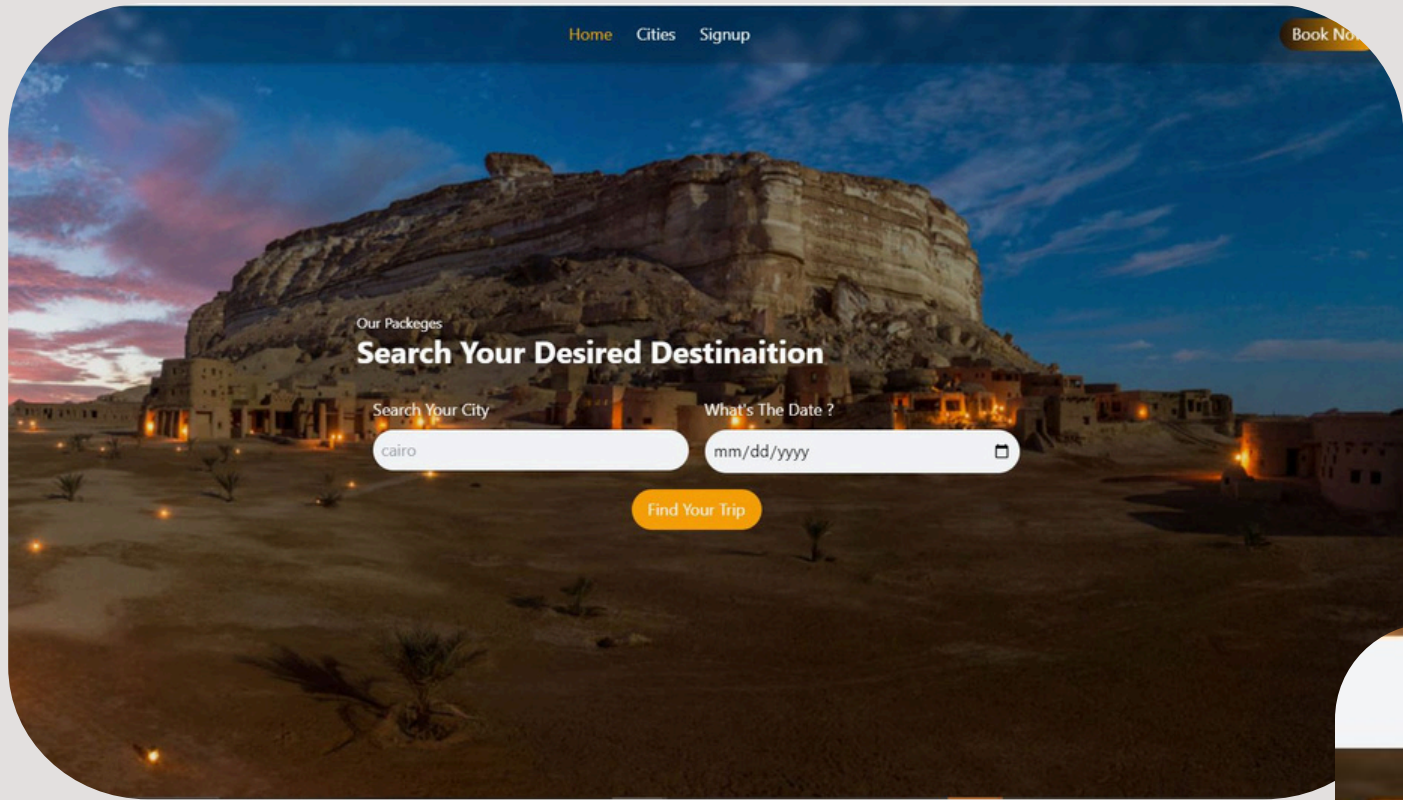 Home Cities Signup Book
Our Packeges
Search Your Desired Destinaition
Search Your City What's The Date ?
cairo mm/dd/yyyy
Find Your Trip